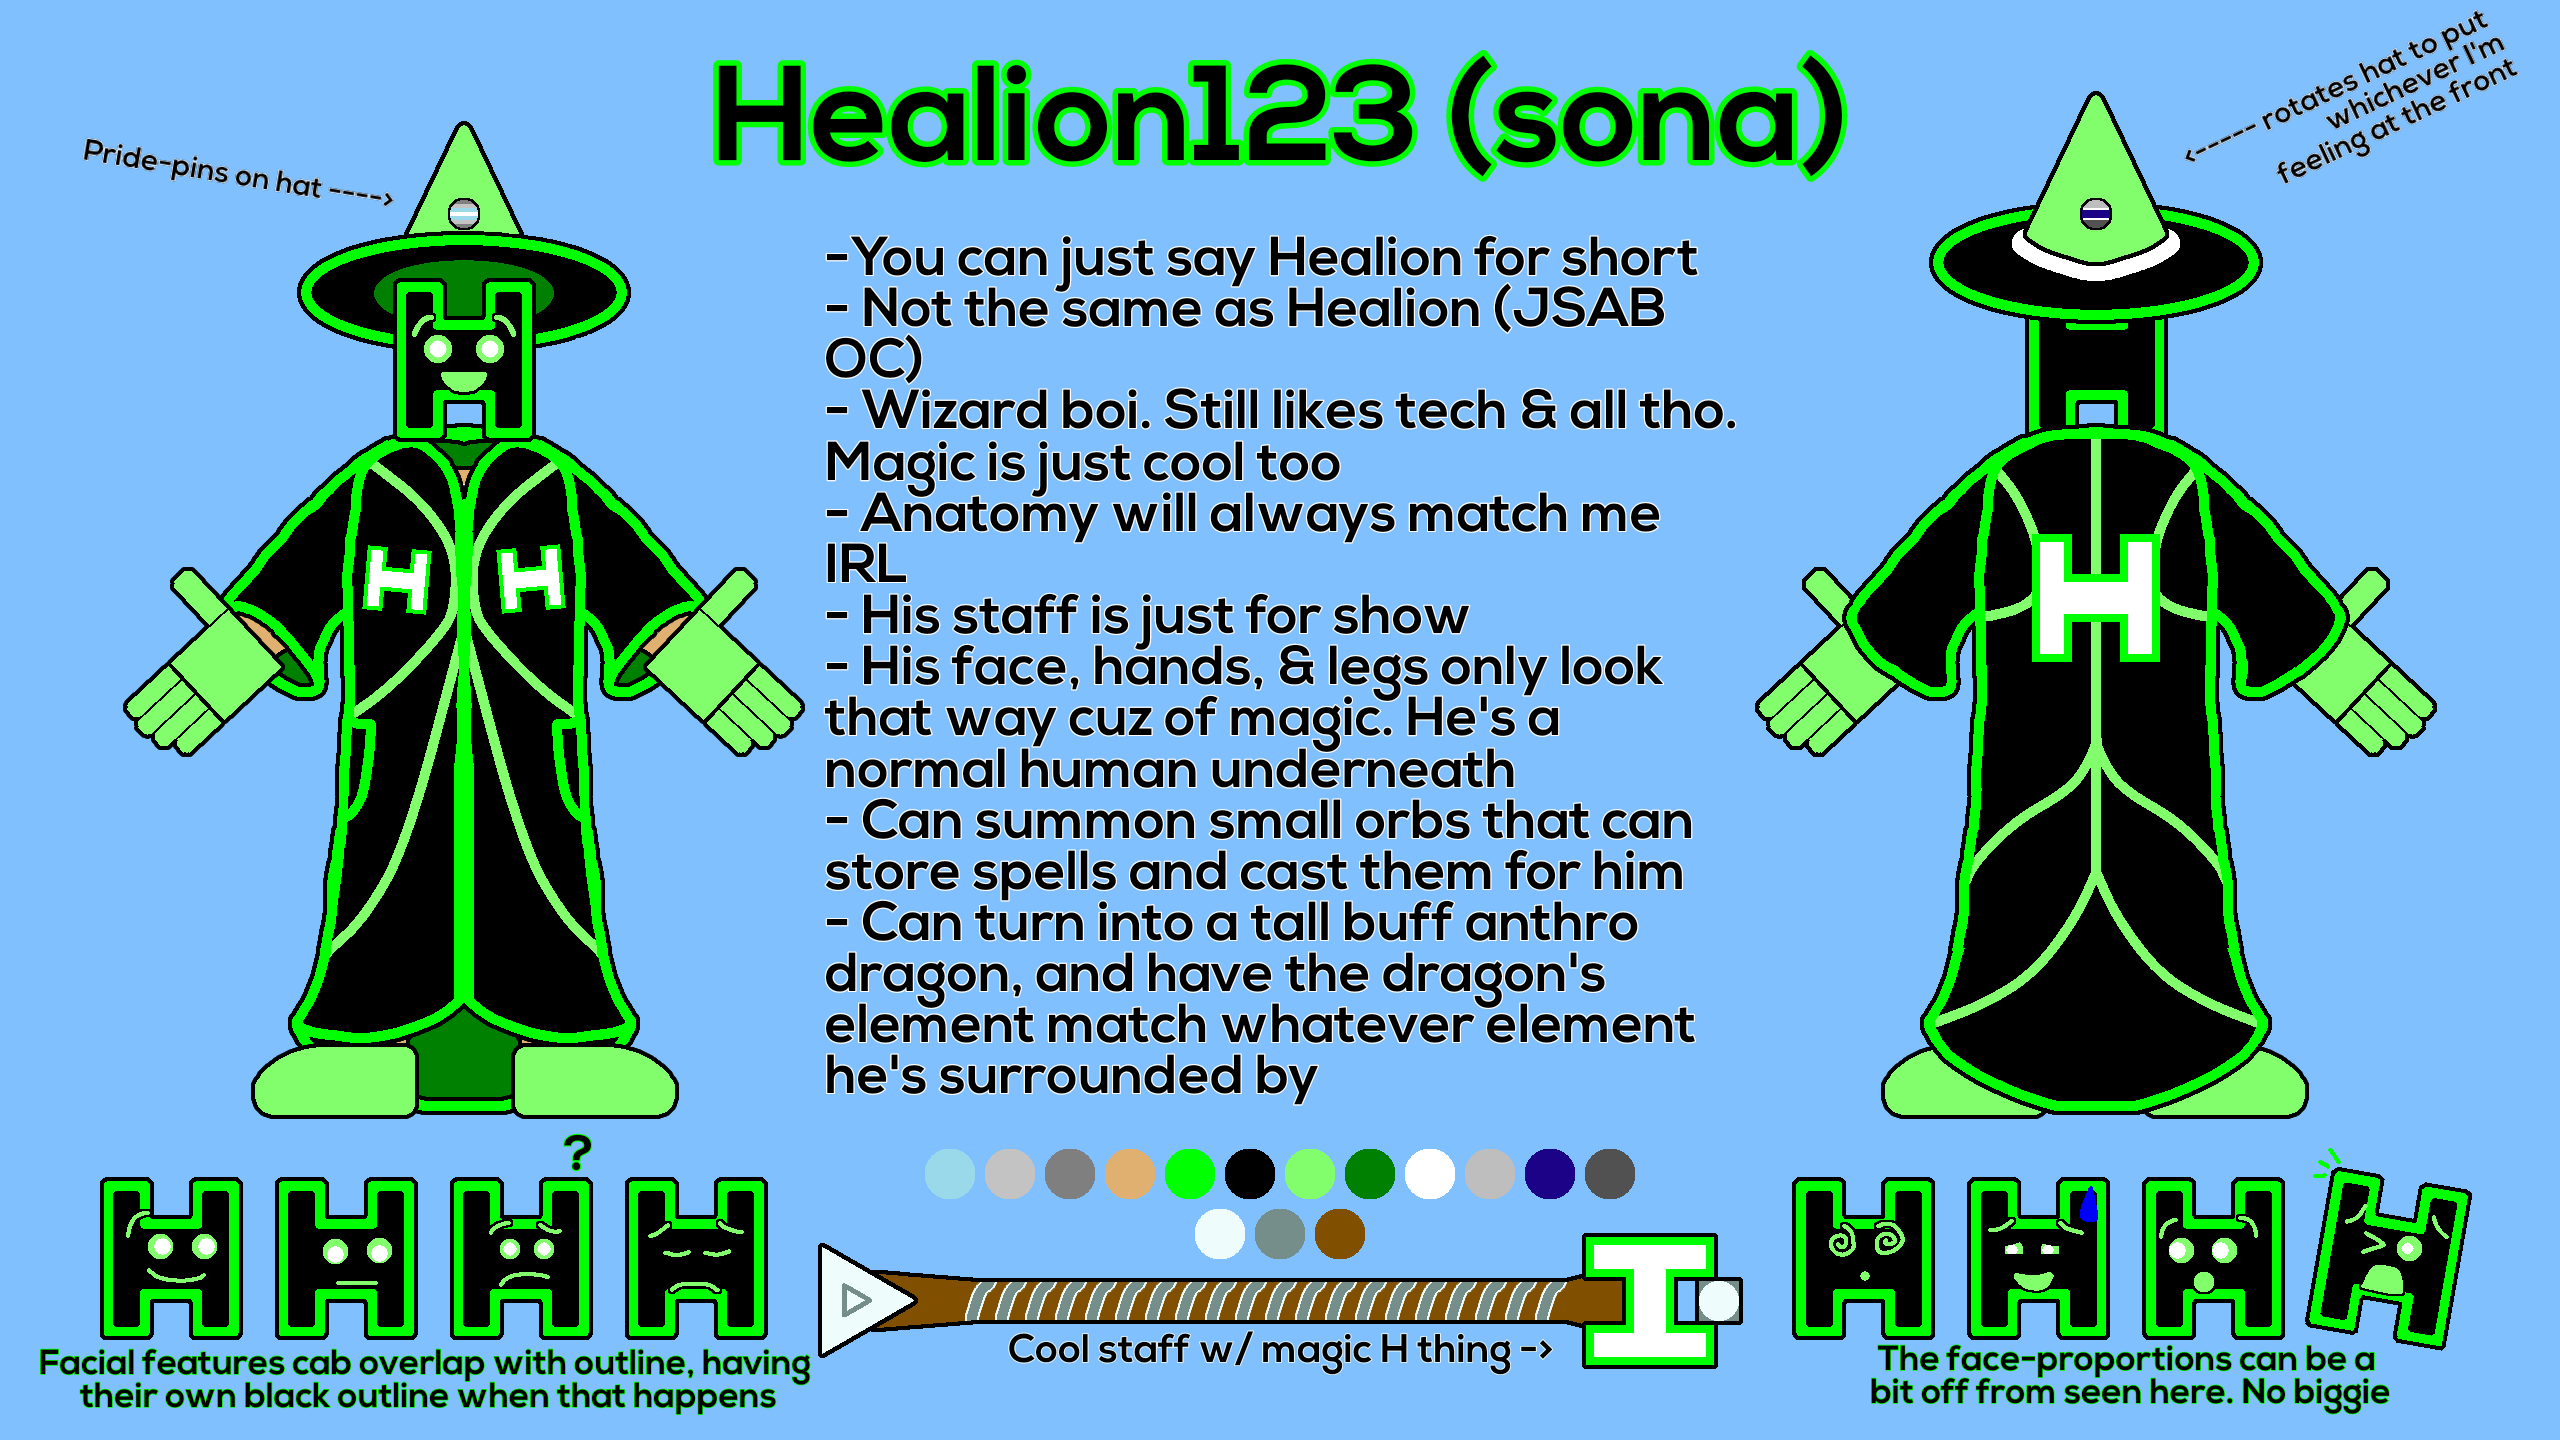 Healion123 (sona)
Pride-pins on hat ---->
<----- rotates hat to put
whichever I'm
feeling at the front
-You can just say Healion for short
- Not the same as Healion (JSAB
OC)
- Wizard boi. Still likes tech & all tho.
Magic is just cool too
- Anatomy will always match me
IRL
- His staff is just for show
- His face, hands, & legs only look
that way cuz of magic. He's a
normal human underneath
- Can summon small orbs that can
store spells and cast them for him
- Can turn into a tall buff anthro
dragon, and have the dragon's
element match whatever element
he's surrounded by
H H
H
?
Facial features cab overlap with outline, having
their own black outline when that happens
Cool staff w/ magic H thing ->
The face-proportions can be a
bit off from seen here. No biggie